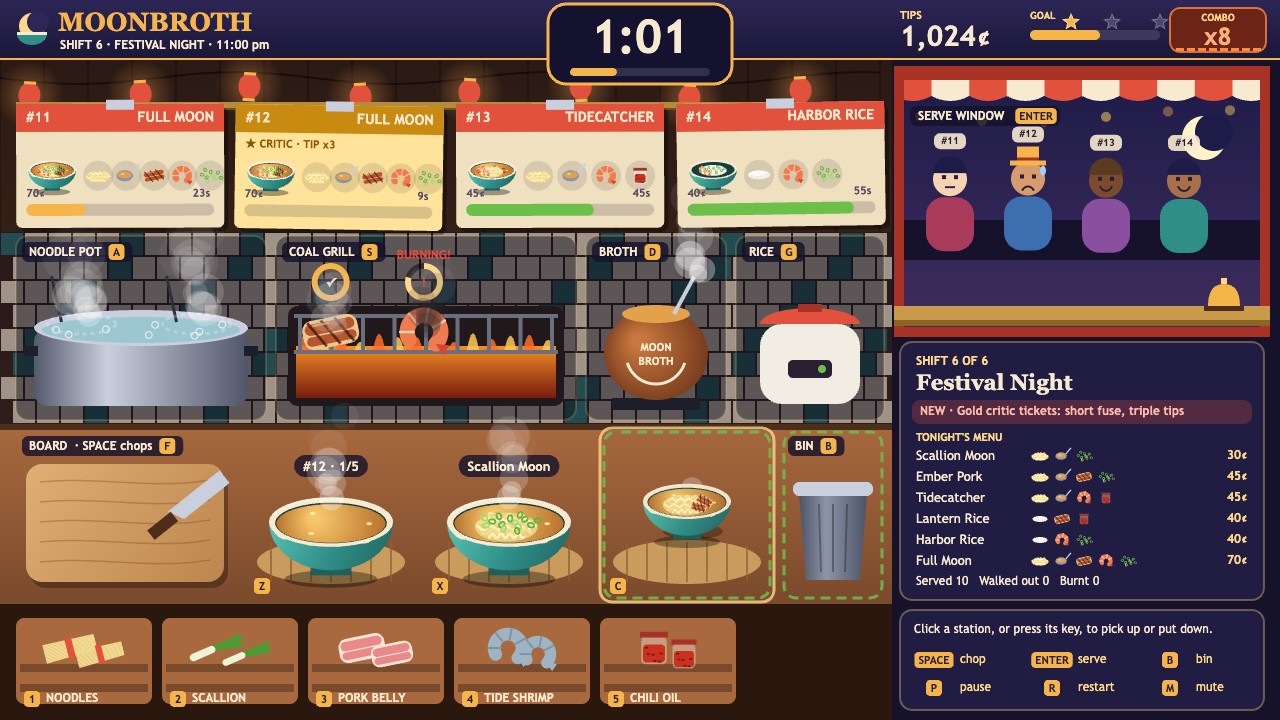 MOONBROTH
SHIFT 6 · FESTIVAL NIGHT · 11:00 pm
1:01
TIPS
1,024¢
GOAL
COMBO
x8
#11 FULL MOON
70¢ 23s
#12 FULL MOON
★ CRITIC · TIP x3
70¢ 9s
#13 TIDECATCHER
45¢ 45s
#14 HARBOR RICE
40¢ 55s
SERVE WINDOW ENTER
#11
#12
#13
#14
NOODLE POT A
COAL GRILL S
BURNING!
BROTH D
RICE G
MOON
BROTH
BOARD · SPACE chops F
#12 · 1/5
Scallion Moon
BIN B
Z
X
C
1 NOODLES
2 SCALLION
3 PORK BELLY
4 TIDE SHRIMP
5 CHILI OIL
SHIFT 6 OF 6
Festival Night
NEW · Gold critic tickets: short fuse, triple tips
TONIGHT'S MENU
Scallion Moon 30¢
Ember Pork 45¢
Tidecatcher 45¢
Lantern Rice 40¢
Harbor Rice 40¢
Full Moon 70¢
Served 10 Walked out 0 Burnt 0
Click a station, or press its key, to pick up or put down.
SPACE chop ENTER serve B bin
P pause R restart M mute